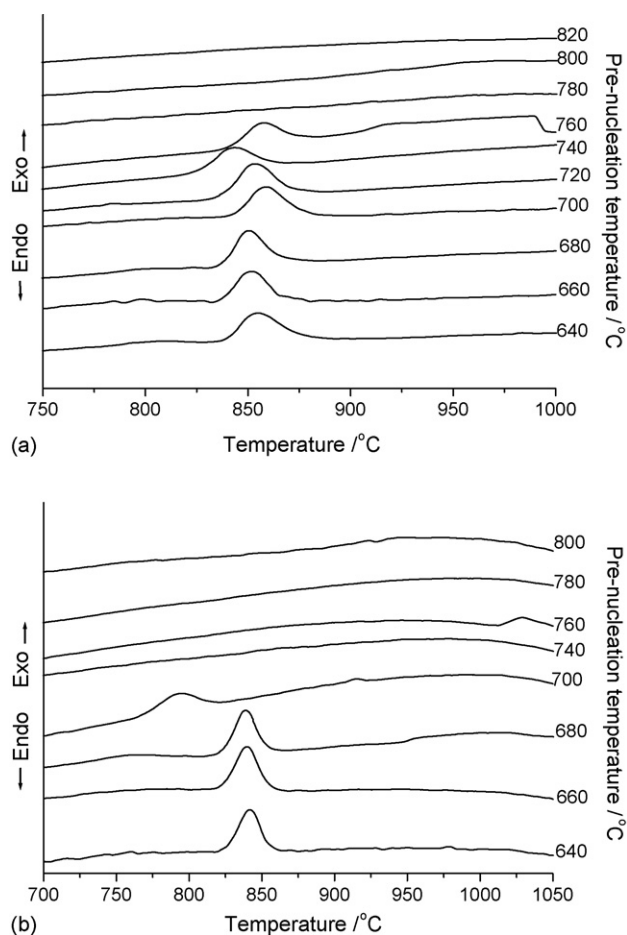 820
800
780
760
740
720
700
680
660
640
← Endo Exo →
Pre-nucleation temperature /°C
750 800 850 900 950 1000
(a) Temperature /°C
800
780
760
740
700
680
660
640
← Endo Exo →
Pre-nucleation temperature /°C
700 750 800 850 900 950 1000 1050
(b) Temperature /°C